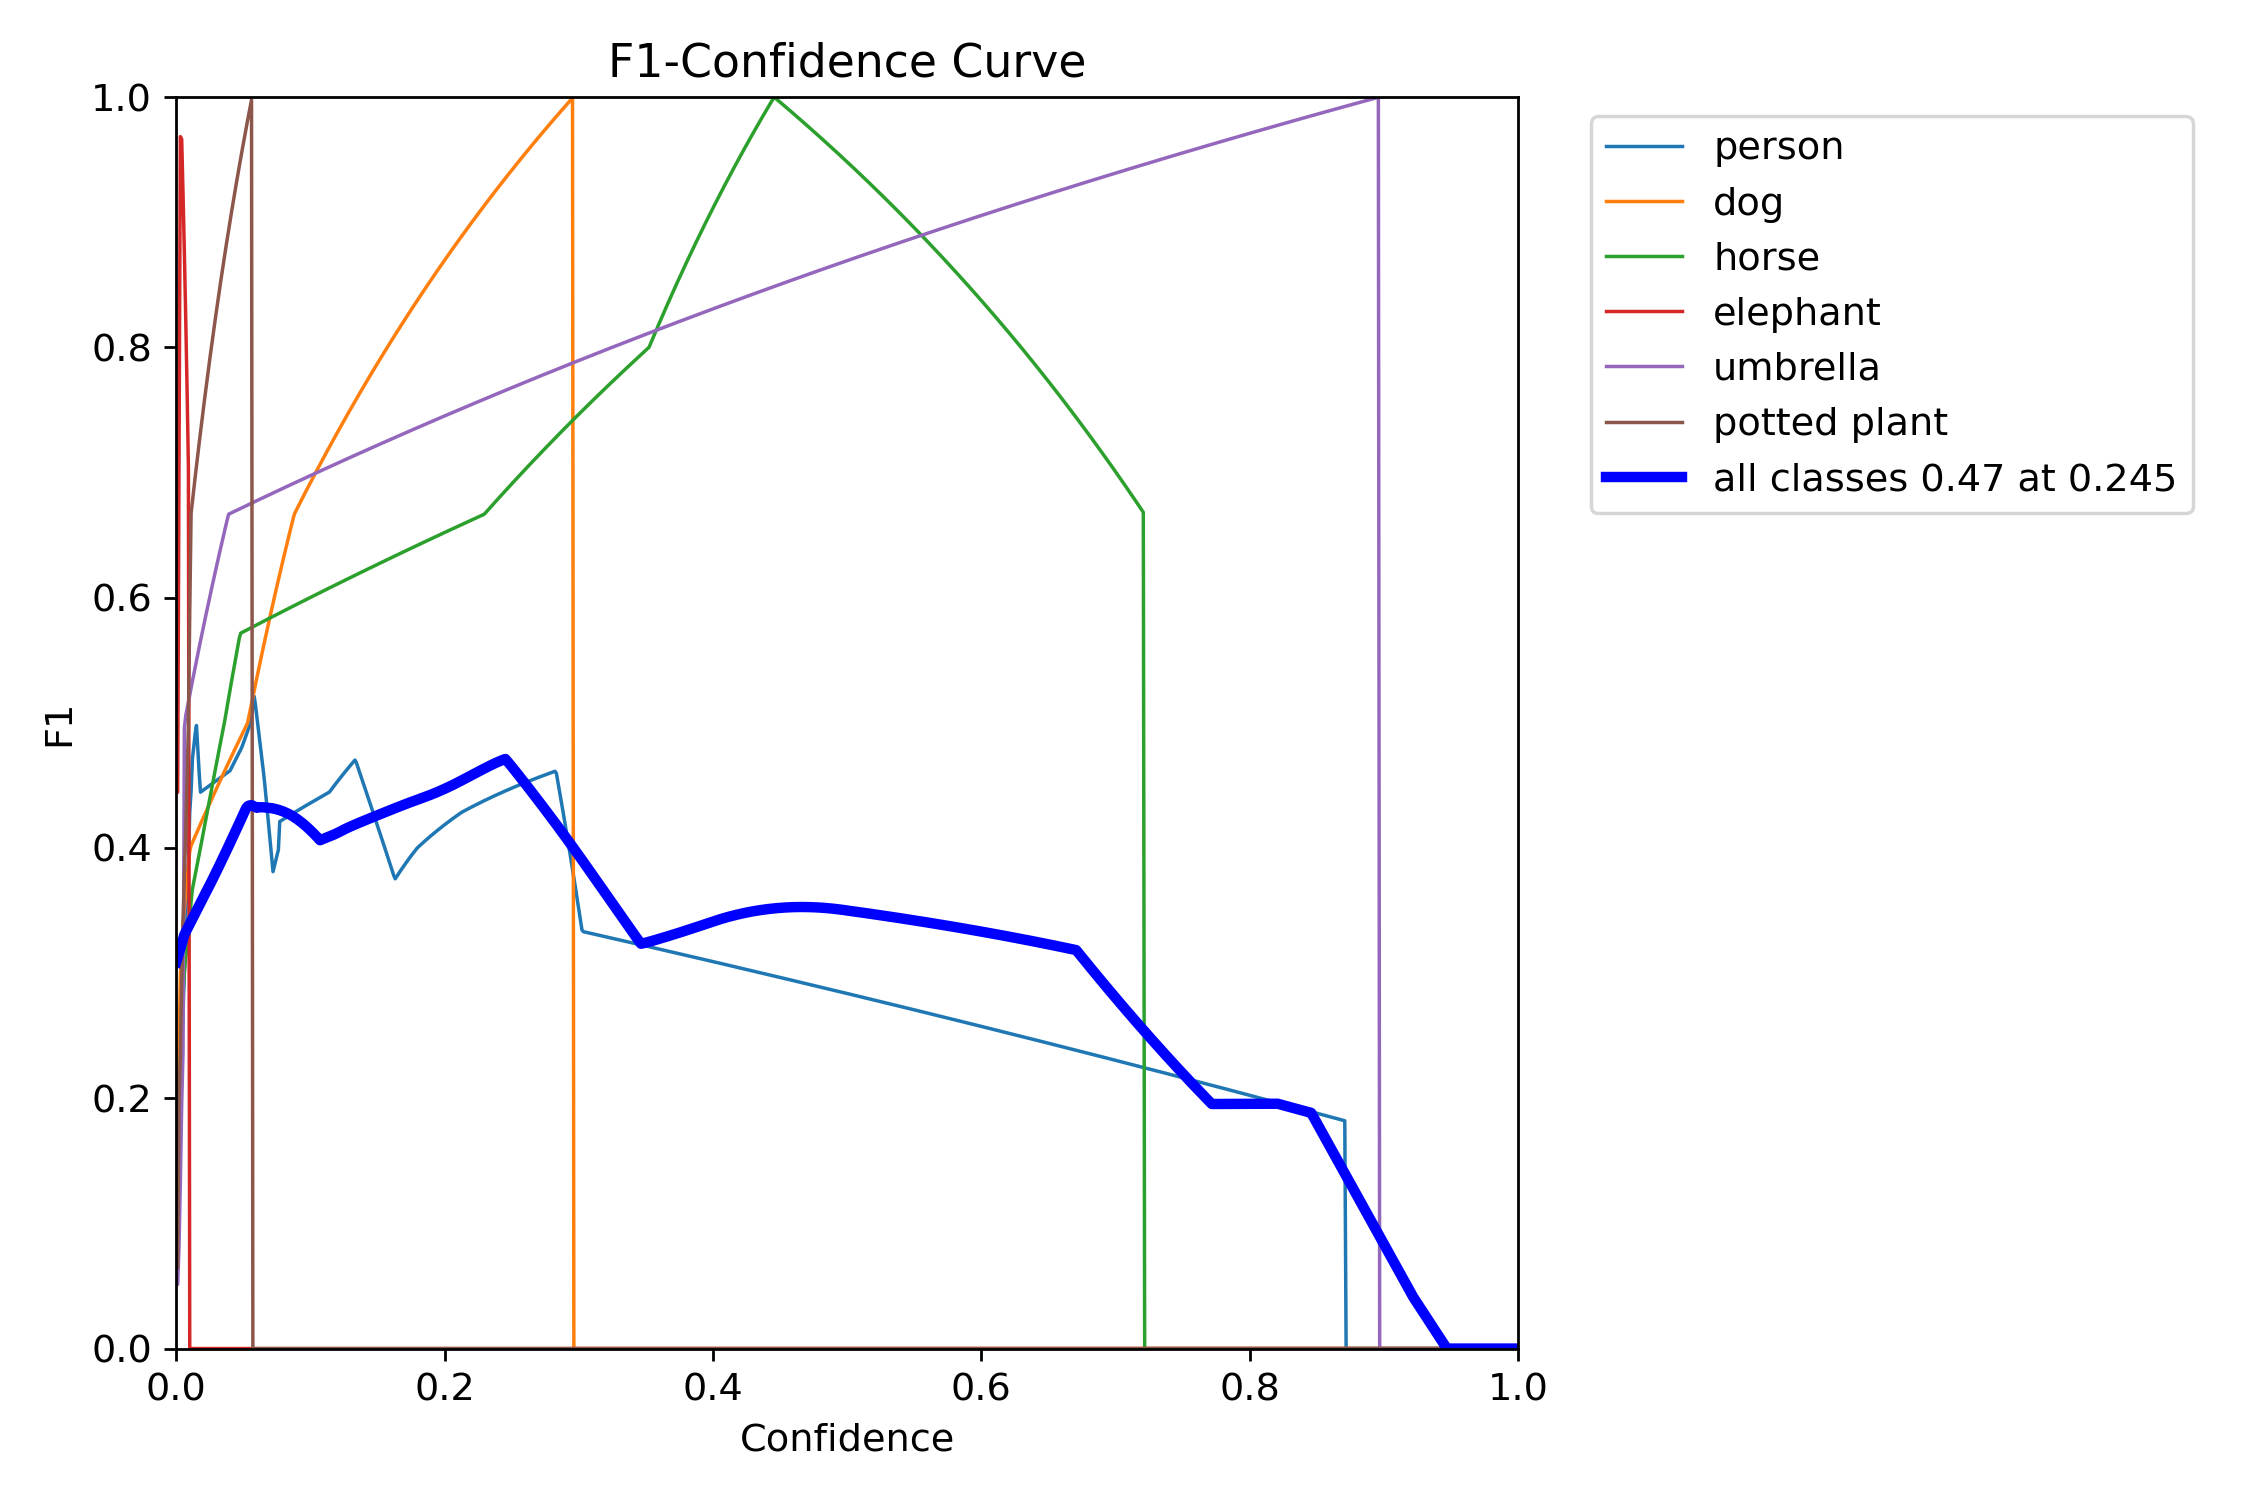 F1-Confidence Curve
1.0
0.8
0.6
0.4
0.2
0.0
F1
0.0 0.2 0.4 0.6 0.8 1.0
Confidence
person
dog
horse
elephant
umbrella
potted plant
all classes 0.47 at 0.245